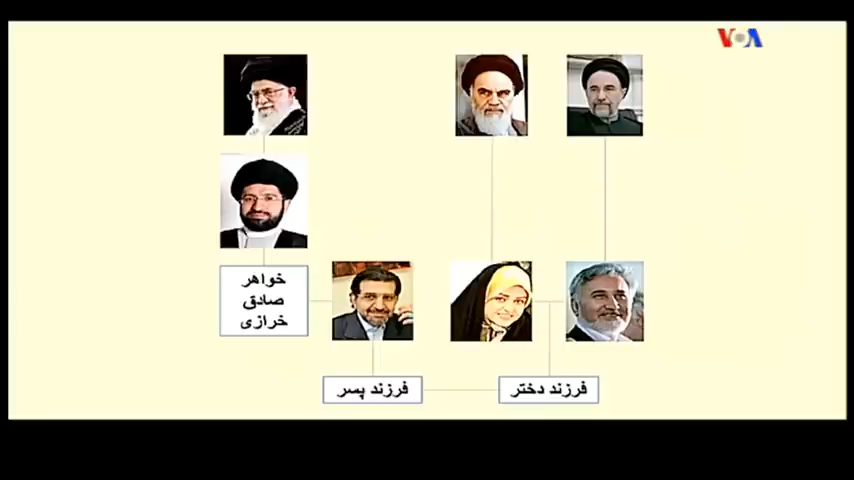 VOA
خواهر
صادق
خرازی
فرزند پسر
فرزند دختر